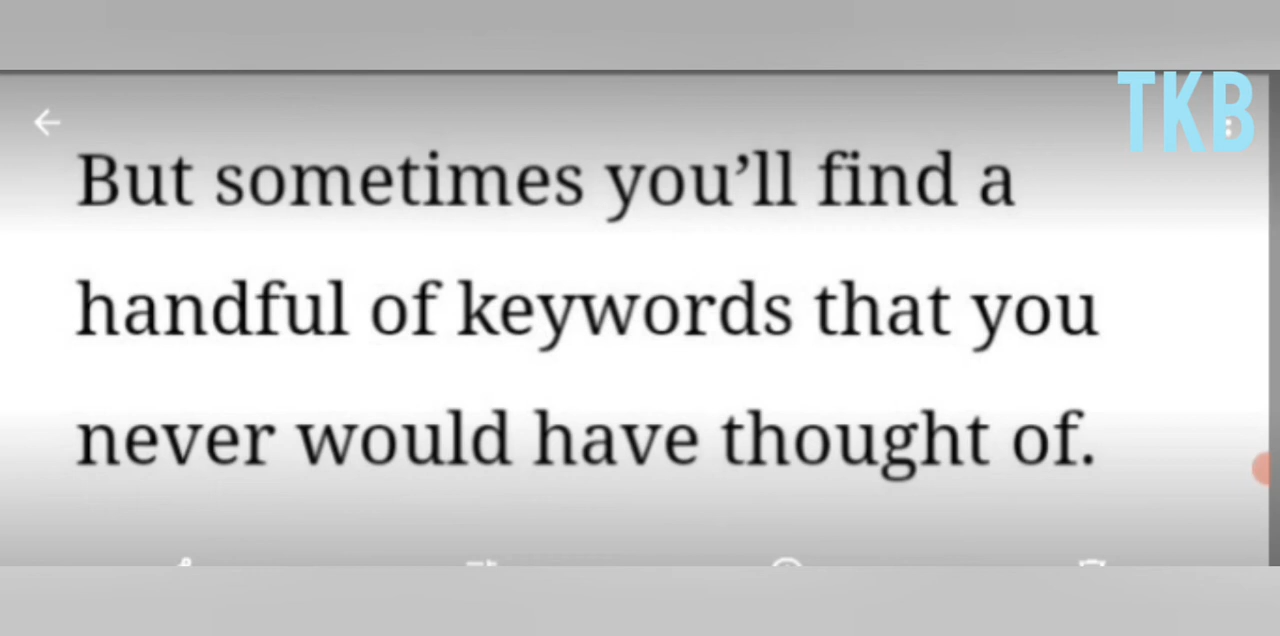 TKB
But sometimes you’ll find a
handful of keywords that you
never would have thought of.